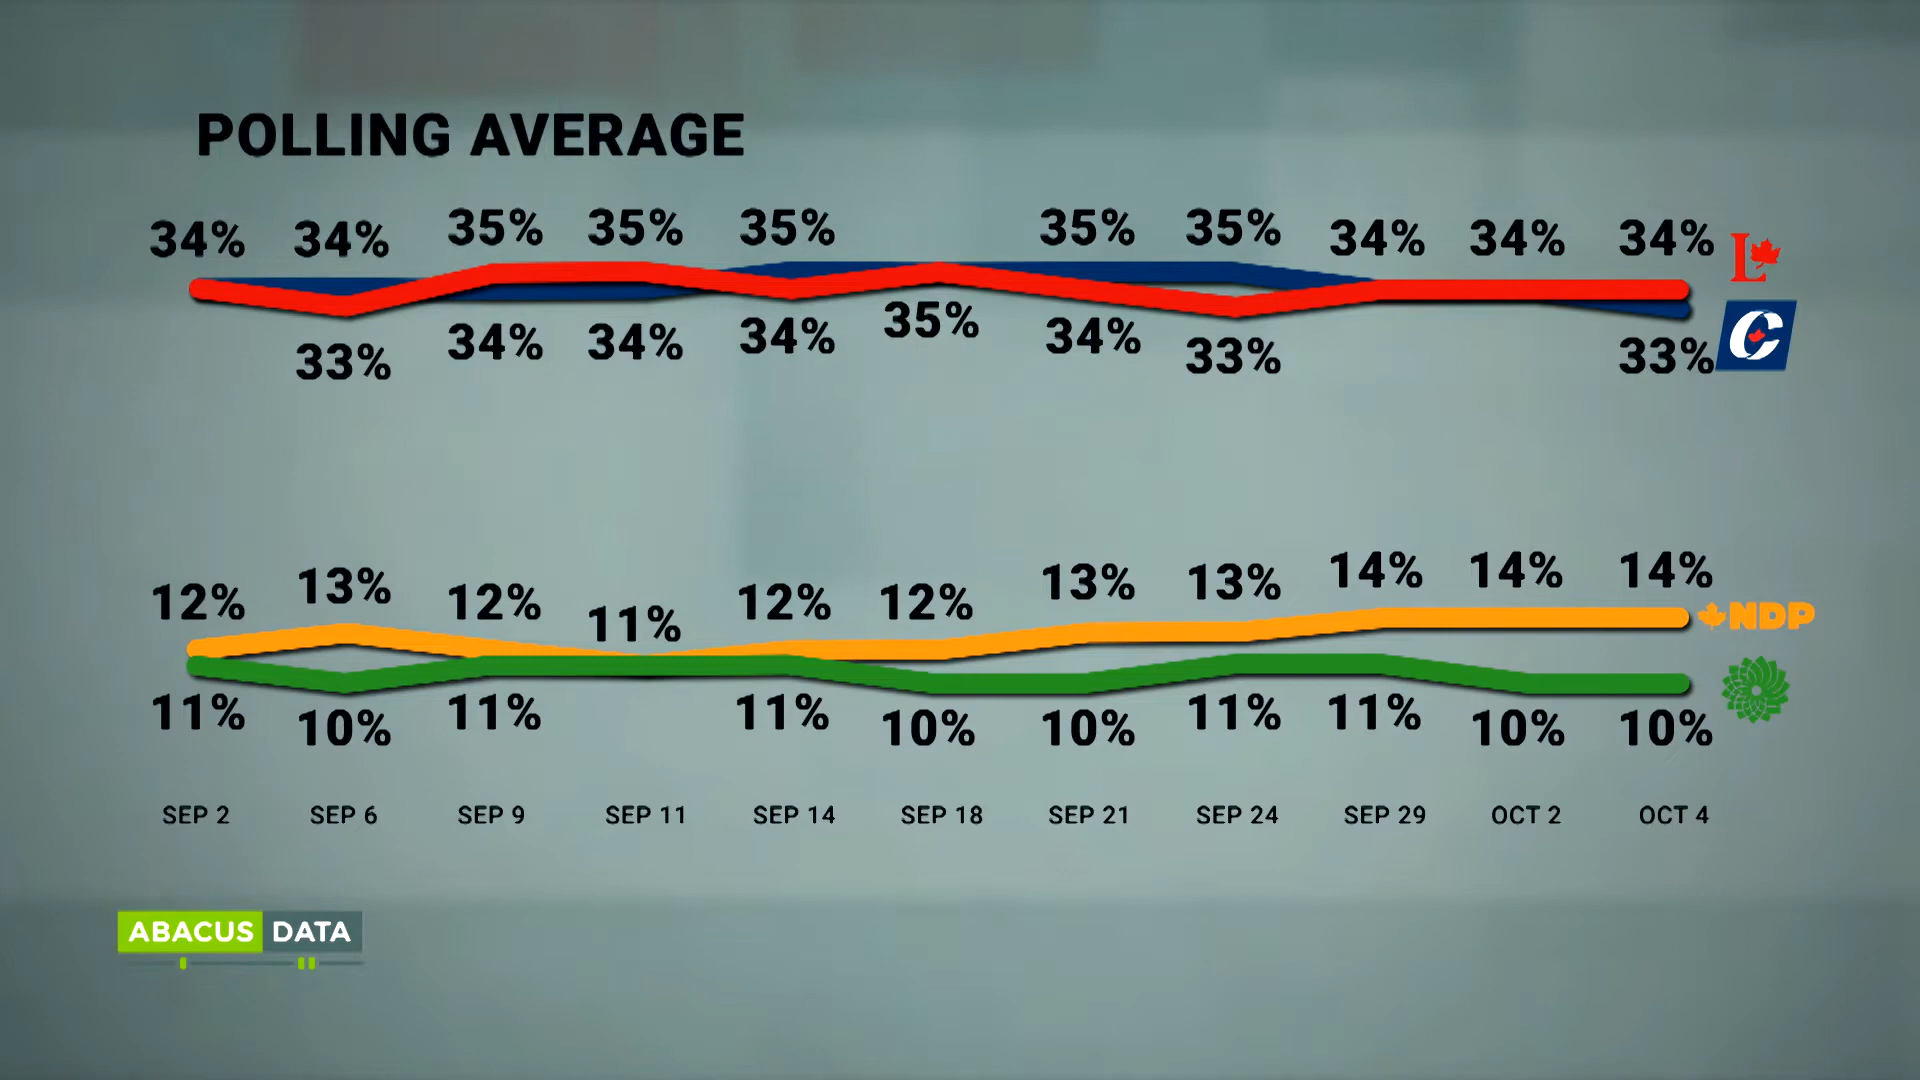 POLLING AVERAGE
34% 34% 35% 35% 35% 35% 35% 34% 34% 34%
L
33% 34% 34% 34% 35% 34% 33% 33%
C
12% 13% 12% 11% 12% 12% 13% 13% 14% 14% 14%
NDP
11% 10% 11% 11% 10% 10% 11% 11% 10% 10%
SEP 2 SEP 6 SEP 9 SEP 11 SEP 14 SEP 18 SEP 21 SEP 24 SEP 29 OCT 2 OCT 4
ABACUS DATA